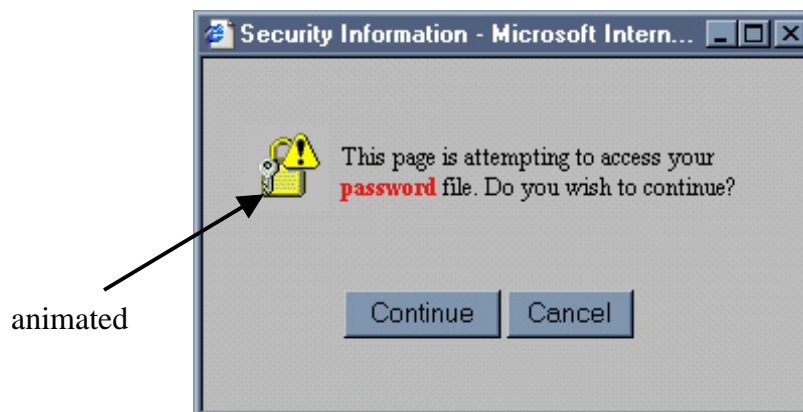 Security Information - Microsoft Intern...
This page is attempting to access your
password file. Do you wish to continue?
Continue Cancel
animated